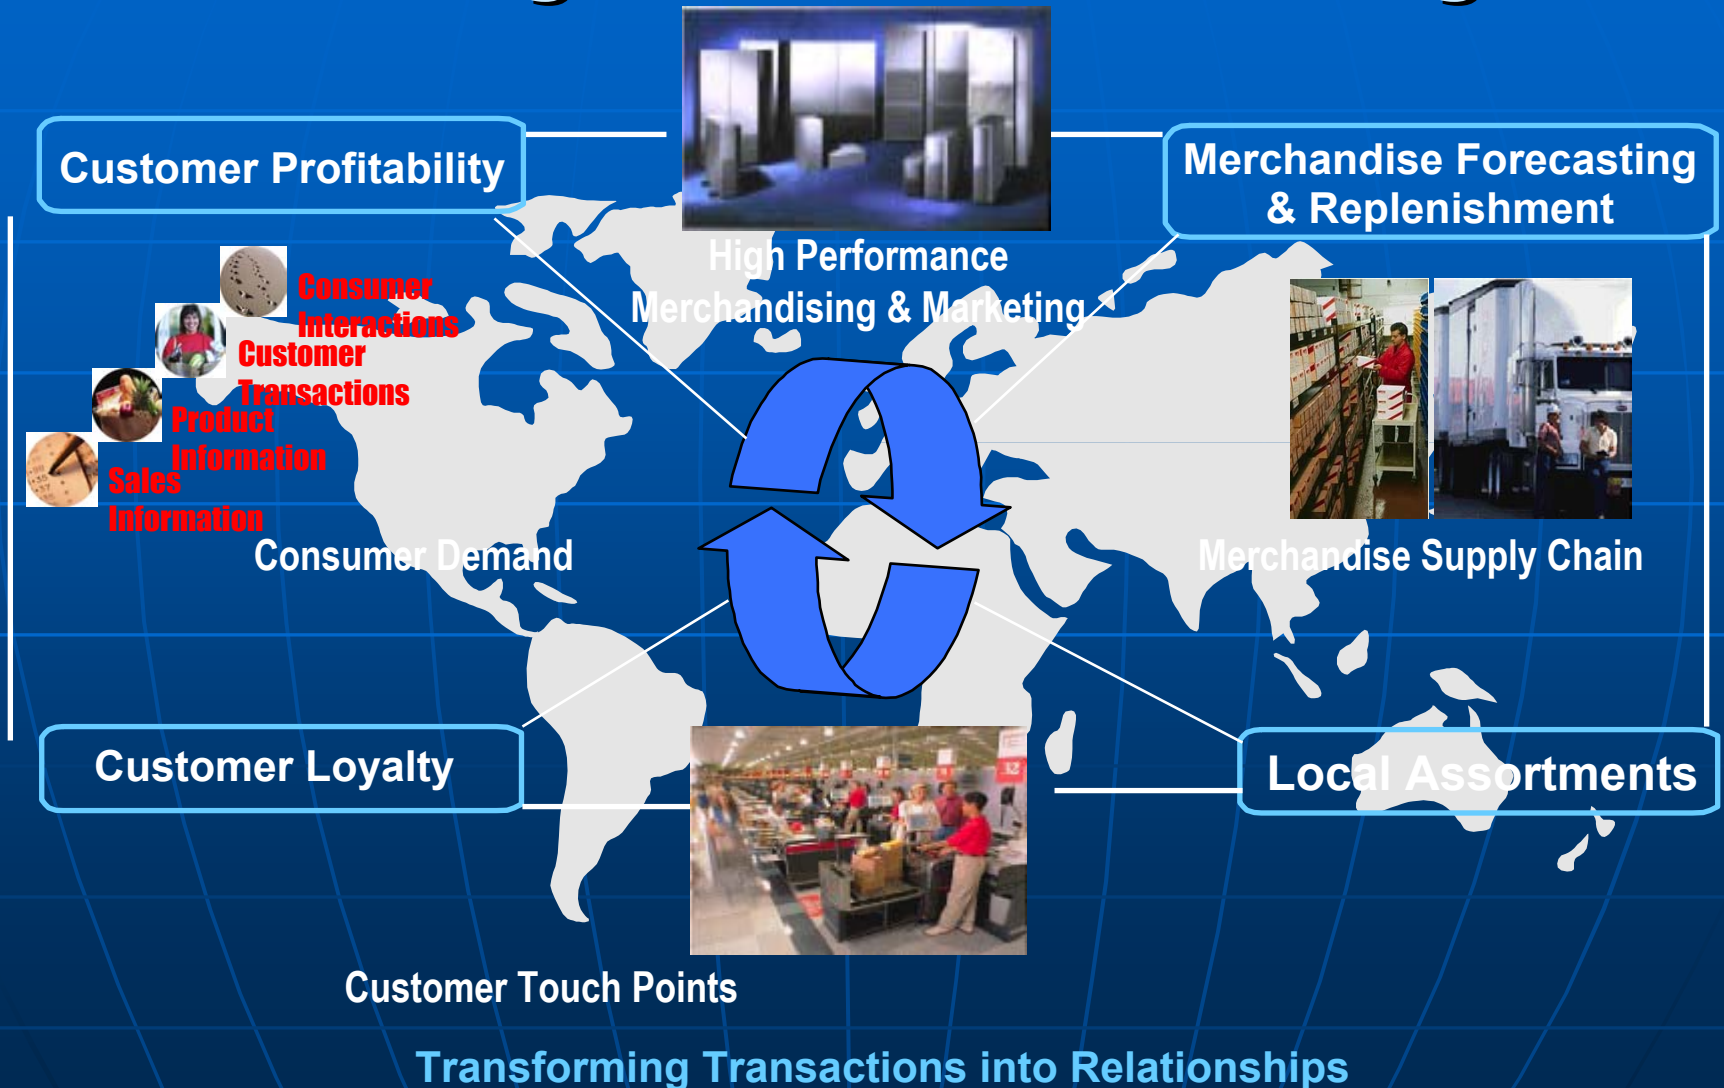 Customer Profitability
Merchandise Forecasting
& Replenishment
High Performance
Merchandising & Marketing
Consumer
Interactions
Customer
Transactions
Product
Information
Sales
Information
Consumer Demand
Merchandise Supply Chain
Customer Loyalty
Local Assortments
Customer Touch Points
Transforming Transactions into Relationships